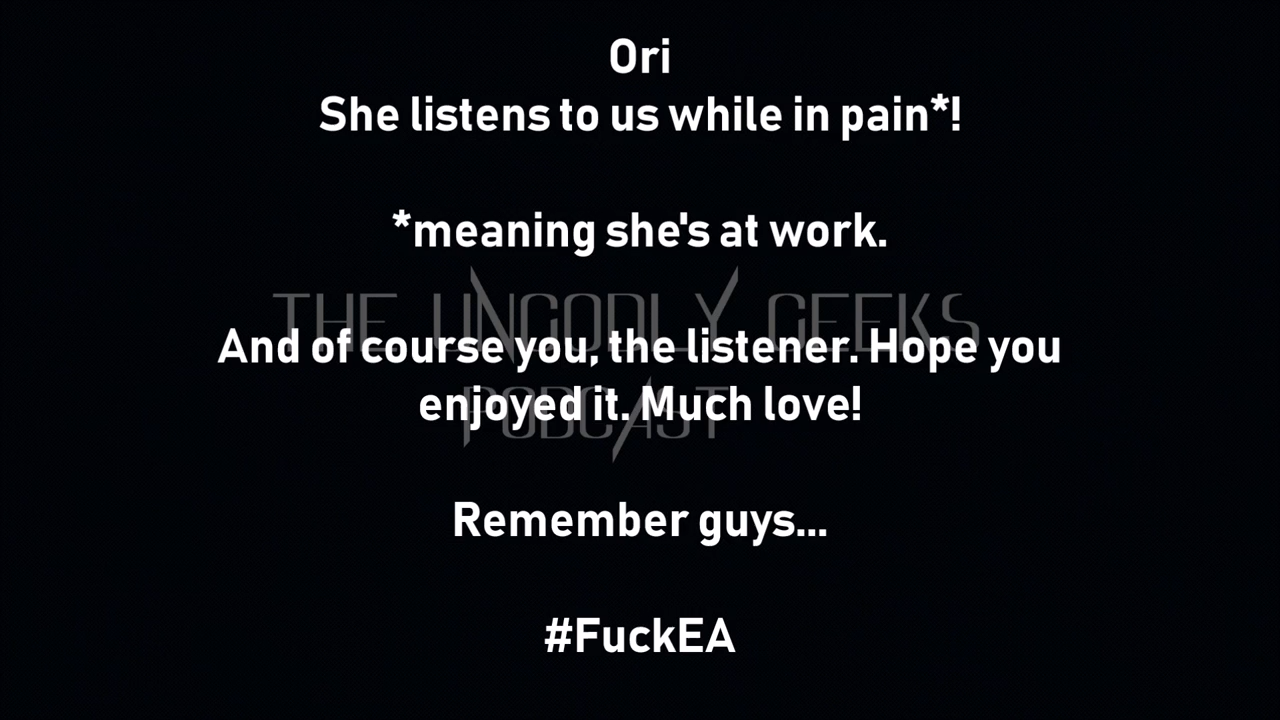 Ori
She listens to us while in pain*!
*meaning she's at work.
THE UNGODLY GEEKS
And of course you, the listener. Hope you
enjoyed it. Much love!
PODCAST
Remember guys...
#FuckEA